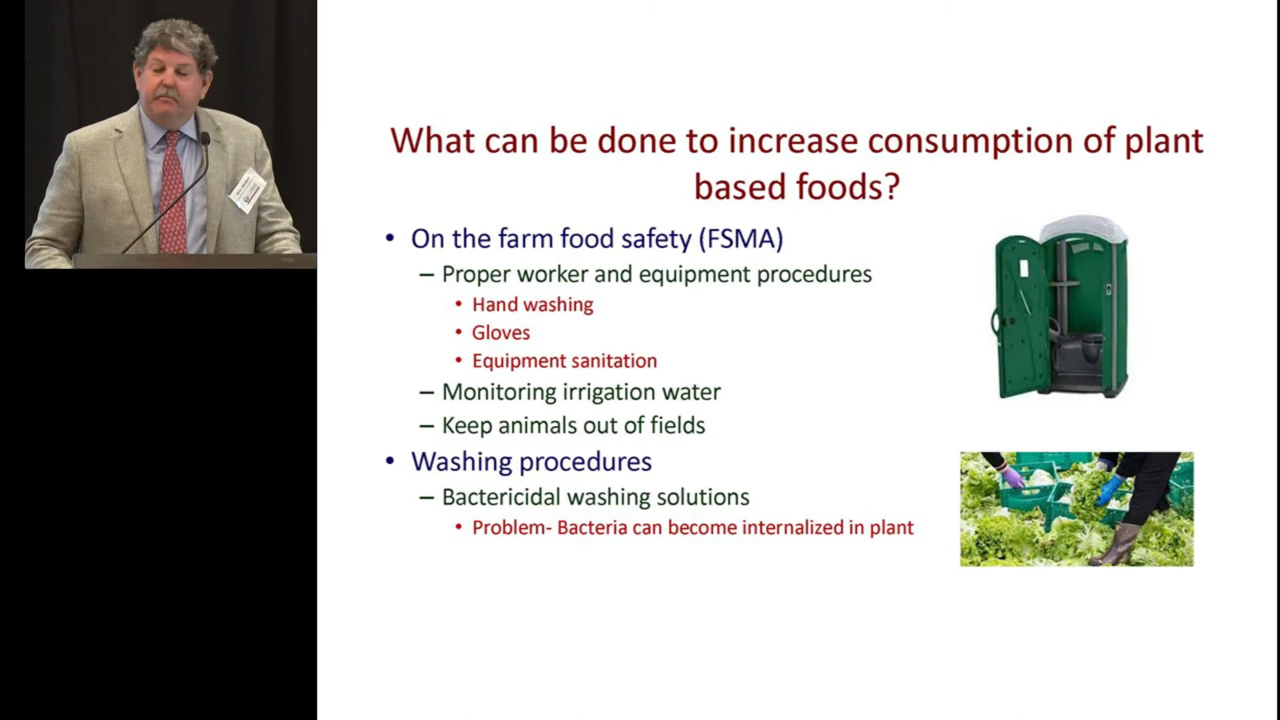 What can be done to increase consumption of plant
based foods?
• On the farm food safety (FSMA)
– Proper worker and equipment procedures
• Hand washing
• Gloves
• Equipment sanitation
– Monitoring irrigation water
– Keep animals out of fields
• Washing procedures
– Bactericidal washing solutions
• Problem- Bacteria can become internalized in plant